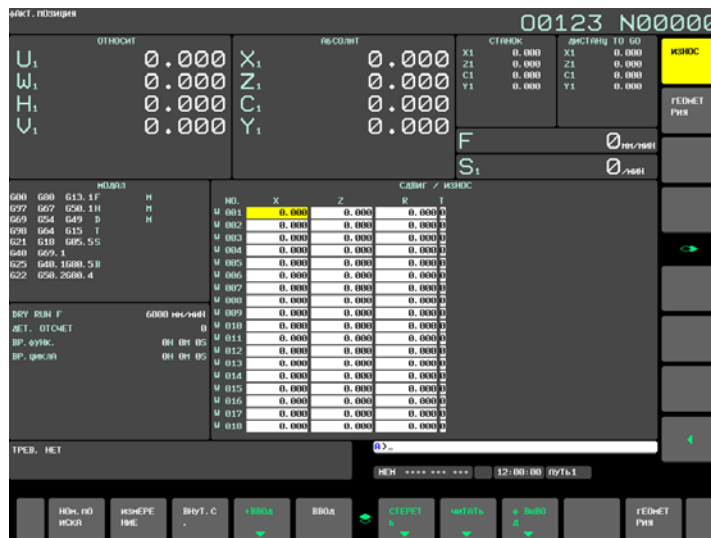 ФАКТ. ПОЗИЦИЯ
O0123 N00000
ОТНОСИТ
U1 0.000
W1 0.000
H1 0.000
V1 0.000
АБСОЛЮТ
X1 0.000
Z1 0.000
C1 0.000
Y1 0.000
СТАНОК
X1 0.000
Z1 0.000
C1 0.000
Y1 0.000
ДИСТАНЦ TO GO
X1 0.000
Z1 0.000
C1 0.000
Y1 0.000
F 0 мм/мин
S1 0 /мин
ИЗНОС
ГЕОМЕТ
РИЯ
МОДАЛ
G00 G80 G13.1F M
G97 G67 G50.1H M
G69 G54 G49 D M
G98 G64 G15 T
G21 G18 G05.5S
G40 G69.1
G25 G40.1G80.5B
G22 G50.2G80.4
DRY RUN F 6000 мм/мин
ДЕТ. ОТСЧЕТ 0
ВР. ФУНК. 0H 0M 0S
ВР. ЦИКЛА 0H 0M 0S
СДВИГ / ИЗНОС
NO. X Z R T
W 001 0.000 0.000 0.000 0
W 002 0.000 0.000 0.000 0
W 003 0.000 0.000 0.000 0
W 004 0.000 0.000 0.000 0
W 005 0.000 0.000 0.000 0
W 006 0.000 0.000 0.000 0
W 007 0.000 0.000 0.000 0
W 008 0.000 0.000 0.000 0
W 009 0.000 0.000 0.000 0
W 010 0.000 0.000 0.000 0
W 011 0.000 0.000 0.000 0
W 012 0.000 0.000 0.000 0
W 013 0.000 0.000 0.000 0
W 014 0.000 0.000 0.000 0
W 015 0.000 0.000 0.000 0
W 016 0.000 0.000 0.000 0
W 017 0.000 0.000 0.000 0
W 018 0.000 0.000 0.000 0
ТРЕВ. НЕТ
A>_
MEM **** *** *** 12:00:00 ПУТЬ1
НОМ.ПО
ИСКА
ИЗМЕРЕ
НИЕ
ВНУТ.С
.
+ВВОД
ВВОД
СТЕРЕТ
Ь
ЧИТАТЬ
Ф ВЫВО
Д
ГЕОМЕТ
РИЯ